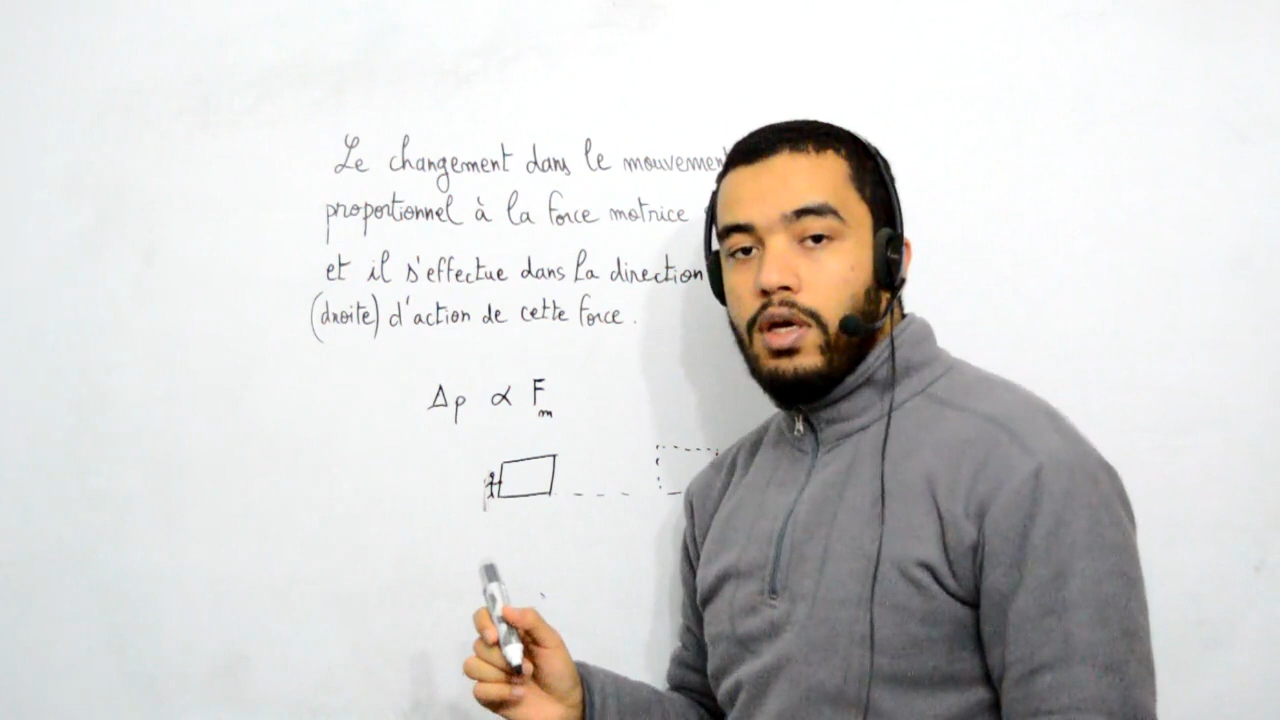 Le changement dans le mouvement
proportionnel à la force motrice
et il s'effectue dans la direction
(droite) d'action de cette force.
Δp ∝ Fm